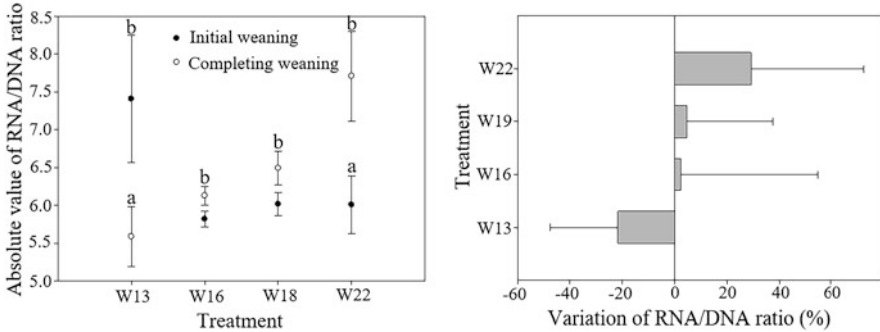 Absolute value of RNA/DNA ratio
8.5
8.0
7.5
7.0
6.5
6.0
5.5
5.0
b
b
Initial weaning
Completing weaning
b
b
a
a
W13
W16
W18
W22
Treatment
Treatment
W22
W19
W16
W13
-60
-40
-20
0
20
40
60
Variation of RNA/DNA ratio (%)